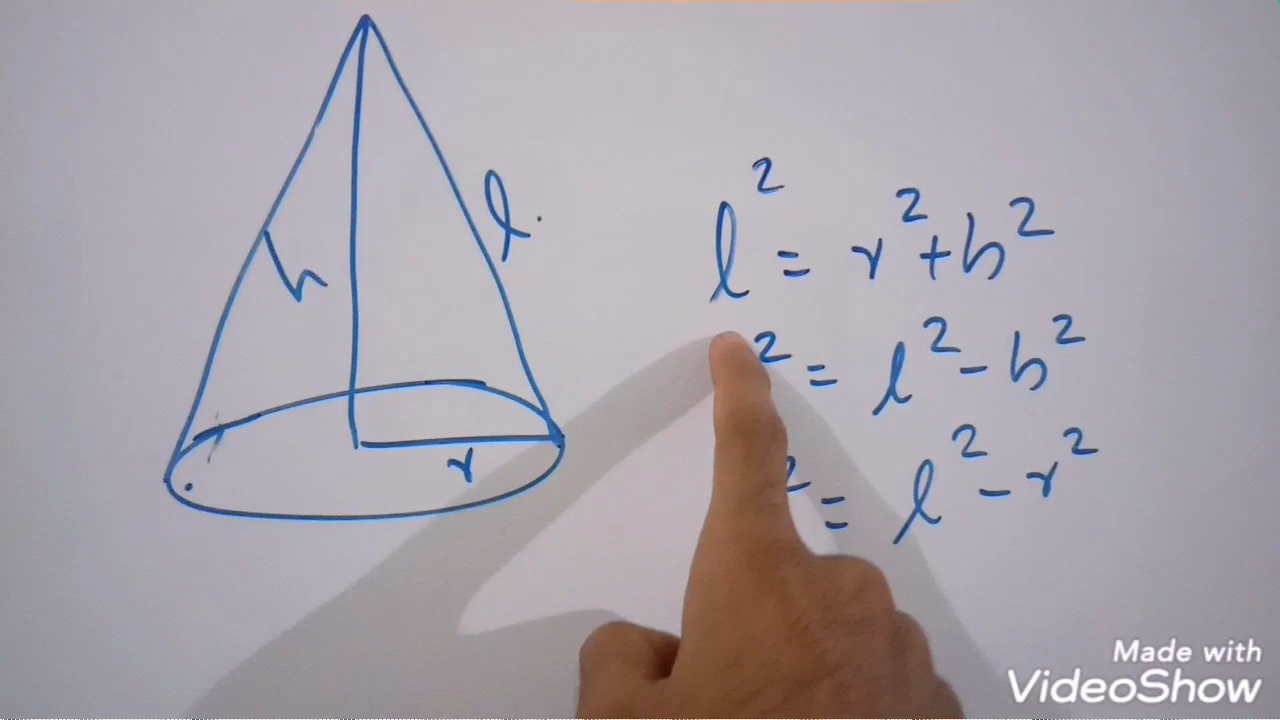 h
l.
r
l² = r² + h²
² = l² - h²
² = l² - r²
Made with
VideoShow